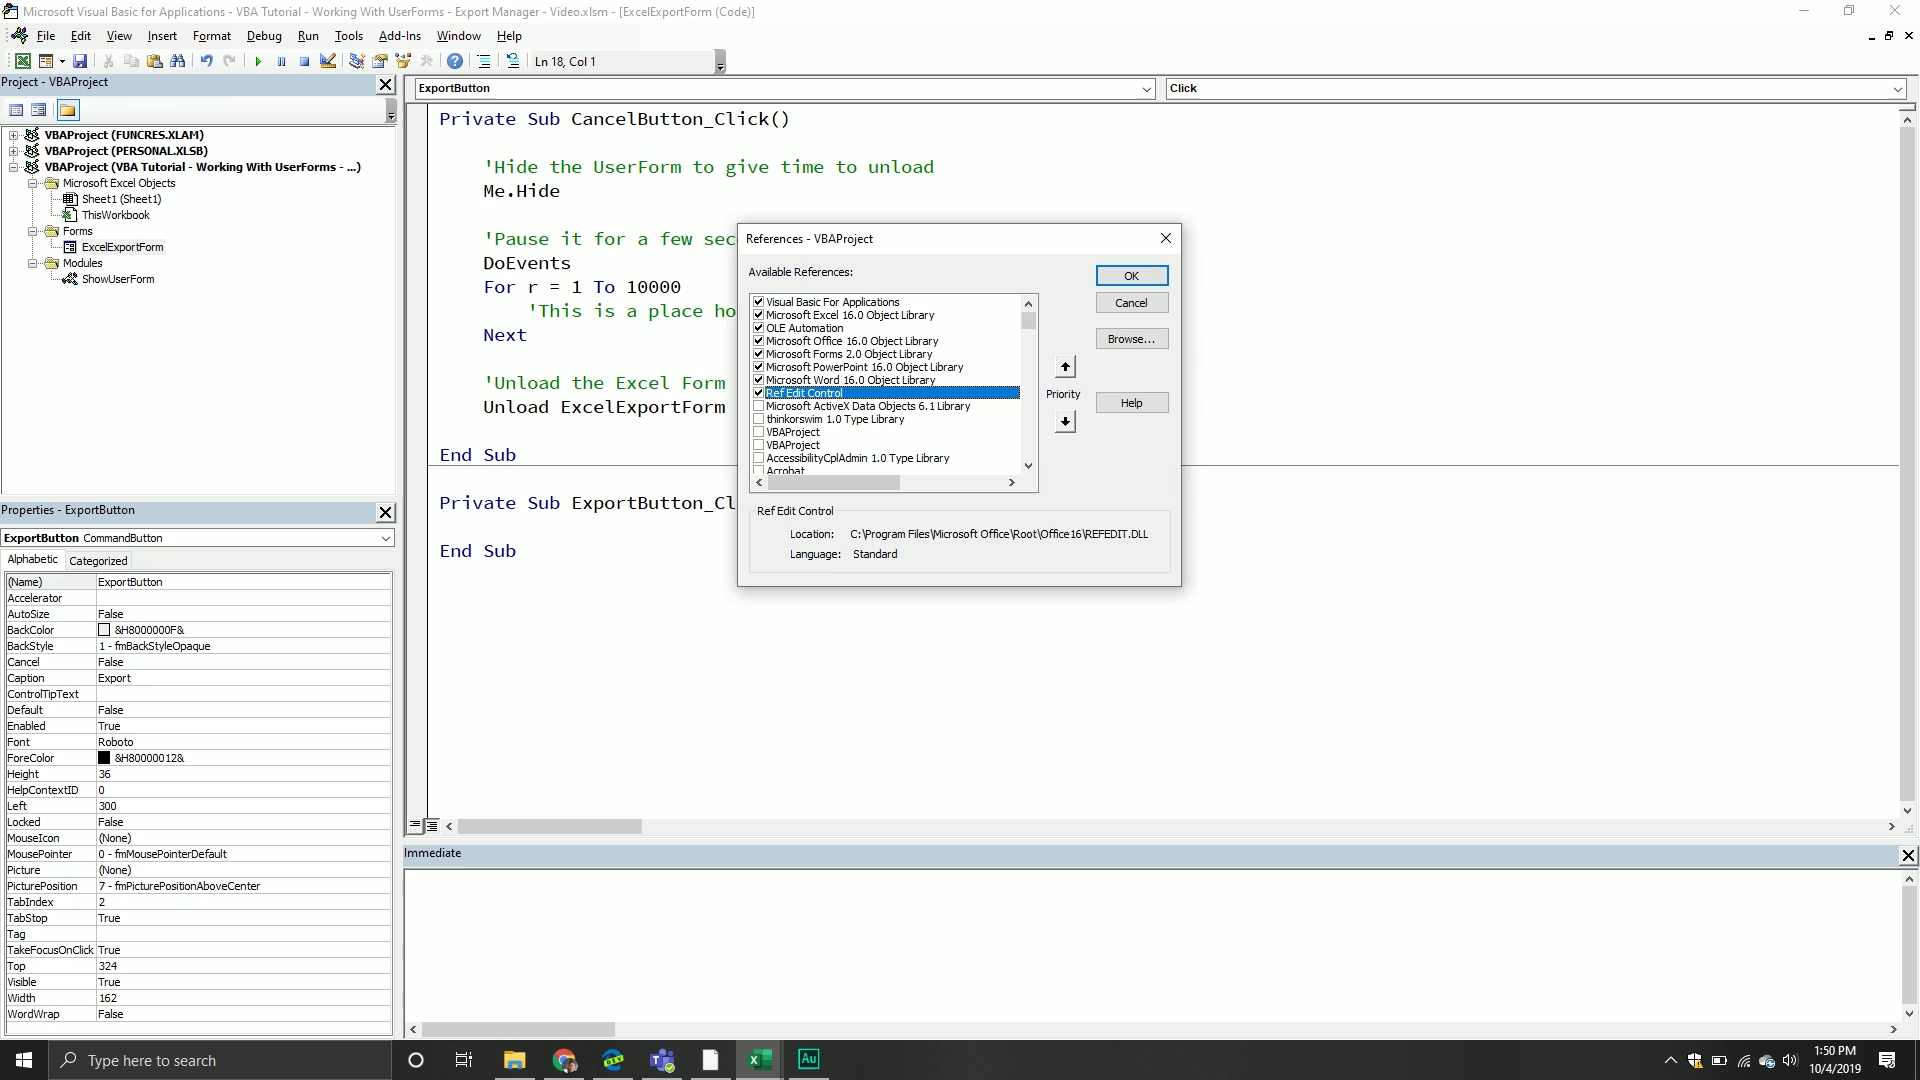 Microsoft Visual Basic for Applications - VBA Tutorial - Working With UserForms - Export Manager - Video.xlsm - [ExcelExportForm (Code)]
File Edit View Insert Format Debug Run Tools Add-Ins Window Help
Ln 18, Col 1
Project - VBAProject
VBAProject (FUNCRES.XLAM)
VBAProject (PERSONAL.XLSB)
VBAProject (VBA Tutorial - Working With UserForms - ...)
Microsoft Excel Objects
Sheet1 (Sheet1)
ThisWorkbook
Forms
ExcelExportForm
Modules
ShowUserForm
Properties - ExportButton
ExportButton CommandButton
Alphabetic Categorized
(Name) ExportButton
Accelerator
AutoSize False
BackColor &H8000000F&
BackStyle 1 - fmBackStyleOpaque
Cancel False
Caption Export
ControlTipText
Default False
Enabled True
Font Roboto
ForeColor &H80000012&
Height 36
HelpContextID 0
Left 300
Locked False
MouseIcon (None)
MousePointer 0 - fmMousePointerDefault
Picture (None)
PicturePosition 7 - fmPicturePositionAboveCenter
TabIndex 2
TabStop True
Tag
TakeFocusOnClick True
Top 324
Visible True
Width 162
WordWrap False
ExportButton Click
Private Sub CancelButton_Click()
'Hide the UserForm to give time to unload
Me.Hide
'Pause it for a few sec
DoEvents
For r = 1 To 10000
'This is a place ho
Next
'Unload the Excel Form
Unload ExcelExportForm
End Sub
Private Sub ExportButton_Cl
End Sub
References - VBAProject
Available References:
Visual Basic For Applications
Microsoft Excel 16.0 Object Library
OLE Automation
Microsoft Office 16.0 Object Library
Microsoft Forms 2.0 Object Library
Microsoft PowerPoint 16.0 Object Library
Microsoft Word 16.0 Object Library
Ref Edit Control
Microsoft ActiveX Data Objects 6.1 Library
thinkorswim 1.0 Type Library
VBAProject
VBAProject
AccessibilityCplAdmin 1.0 Type Library
Acrobat
OK
Cancel
Browse...
Priority
Help
Ref Edit Control
Location: C:\Program Files\Microsoft Office\Root\Office16\REFEDIT.DLL
Language: Standard
Immediate
Type here to search
Au
1:50 PM
10/4/2019